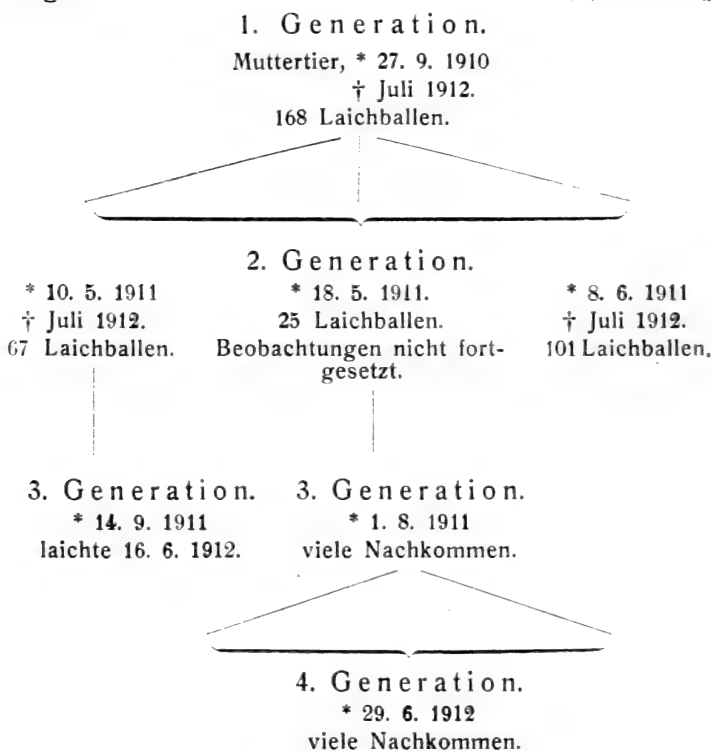 1. Generation.
Muttertier, * 27. 9. 1910
† Juli 1912.
168 Laichballen.
2. Generation.
* 10. 5. 1911
† Juli 1912.
67 Laichballen.
* 18. 5. 1911.
25 Laichballen.
Beobachtungen nicht fort-
gesetzt.
* 8. 6. 1911
† Juli 1912.
101 Laichballen.
3. Generation.
* 14. 9. 1911
laichte 16. 6. 1912.
3. Generation.
* 1. 8. 1911
viele Nachkommen.
4. Generation.
* 29. 6. 1912
viele Nachkommen.